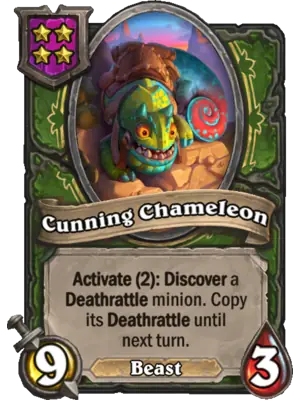 Cunning Chameleon
Activate (2): Discover a
Deathrattle minion. Copy
its Deathrattle until
next turn.
9
Beast
3